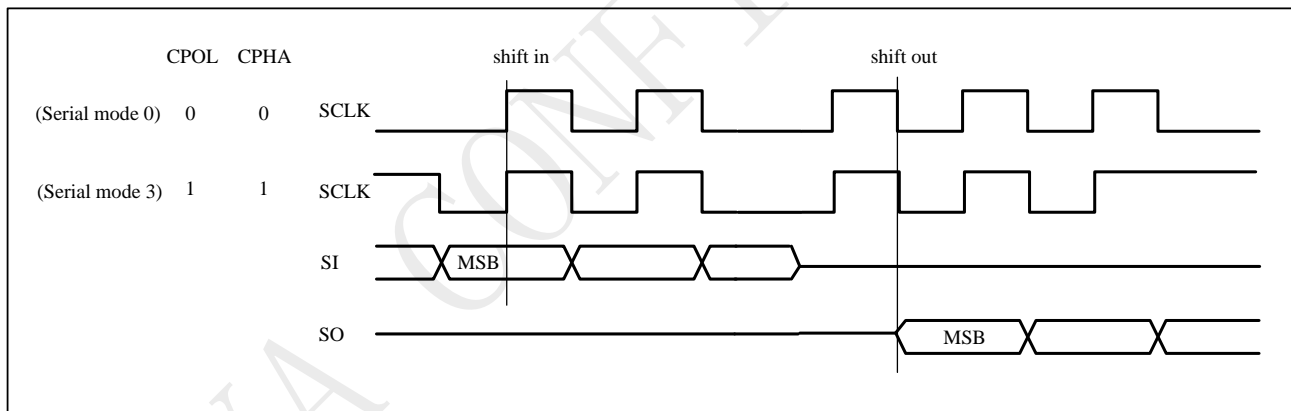 CPOL CPHA shift in shift out
(Serial mode 0) 0 0 SCLK
(Serial mode 3) 1 1 SCLK
SI MSB
SO MSB